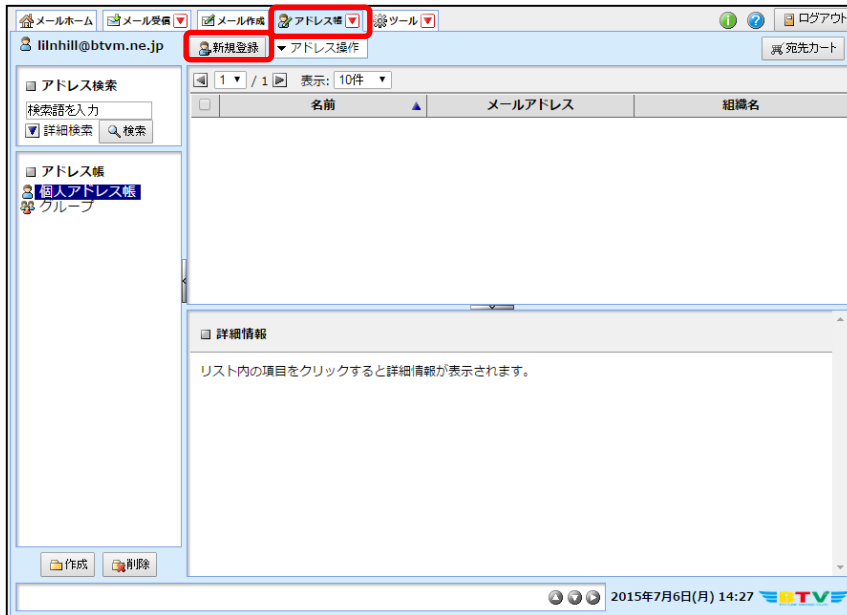 メールホーム メール受信 メール作成 アドレス帳 ツール ログアウト
lilnhill@btvm.ne.jp 新規登録 アドレス操作 宛先カート
アドレス検索
検索語を入力
詳細検索 検索
アドレス帳
個人アドレス帳
グループ
作成 削除
1 / 1 表示: 10件
名前 メールアドレス 組織名
詳細情報
リスト内の項目をクリックすると詳細情報が表示されます。
2015年7月6日(月) 14:27 BTV